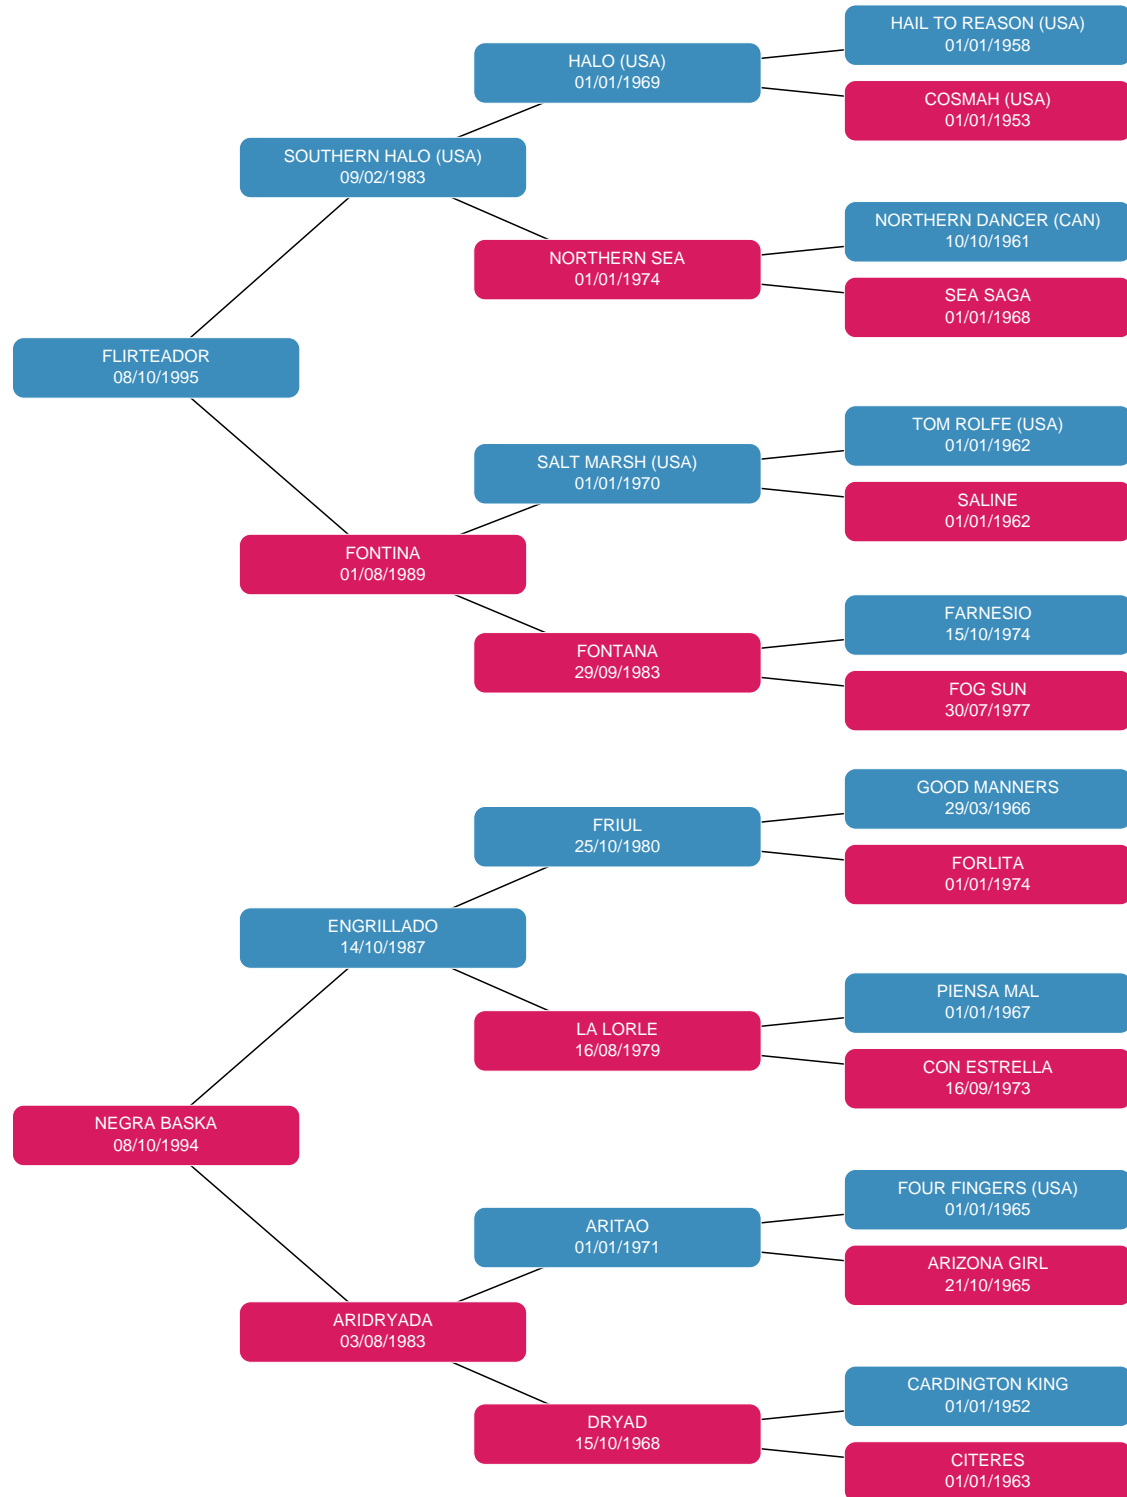 HAIL TO REASON (USA)
01/01/1958
HALO (USA)
01/01/1969
COSMAH (USA)
01/01/1953
SOUTHERN HALO (USA)
09/02/1983
NORTHERN DANCER (CAN)
10/10/1961
NORTHERN SEA
01/01/1974
SEA SAGA
01/01/1968
FLIRTEADOR
08/10/1995
TOM ROLFE (USA)
01/01/1962
SALT MARSH (USA)
01/01/1970
SALINE
01/01/1962
FONTINA
01/08/1989
FARNESIO
15/10/1974
FONTANA
29/09/1983
FOG SUN
30/07/1977
GOOD MANNERS
29/03/1966
FRIUL
25/10/1980
FORLITA
01/01/1974
ENGRILLADO
14/10/1987
PIENSA MAL
01/01/1967
LA LORLE
16/08/1979
CON ESTRELLA
16/09/1973
NEGRA BASKA
08/10/1994
FOUR FINGERS (USA)
01/01/1965
ARITAO
01/01/1971
ARIZONA GIRL
21/10/1965
ARIDRYADA
03/08/1983
CARDINGTON KING
01/01/1952
DRYAD
15/10/1968
CITERES
01/01/1963